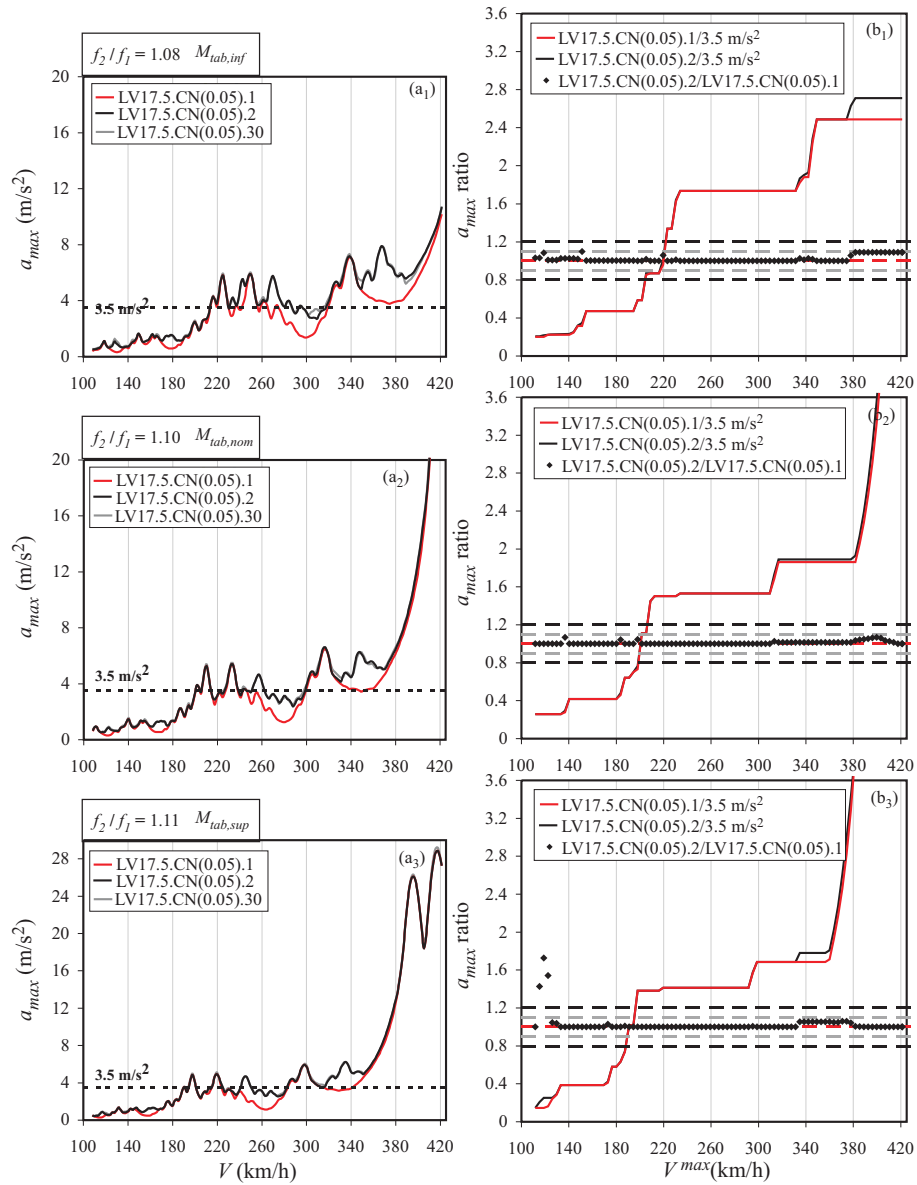 f2 / f1 = 1.08 Mtab,inf
20
16
12
8
4
0
amax (m/s²)
LV17.5.CN(0.05).1
LV17.5.CN(0.05).2
LV17.5.CN(0.05).30
(a1)
3.5 m/s²
100 140 180 220 260 300 340 380 420
3.6
3.2
2.8
2.4
2
1.6
1.2
0.8
0.4
0
amax ratio
LV17.5.CN(0.05).1/3.5 m/s²
LV17.5.CN(0.05).2/3.5 m/s²
LV17.5.CN(0.05).2/LV17.5.CN(0.05).1
(b1)
100 140 180 220 260 300 340 380 420
f2 / f1 = 1.10 Mtab,nom
20
16
12
8
4
0
amax (m/s²)
LV17.5.CN(0.05).1
LV17.5.CN(0.05).2
LV17.5.CN(0.05).30
(a2)
3.5 m/s²
100 140 180 220 260 300 340 380 420
3.6
3.2
2.8
2.4
2
1.6
1.2
0.8
0.4
0
amax ratio
LV17.5.CN(0.05).1/3.5 m/s²
LV17.5.CN(0.05).2/3.5 m/s²
LV17.5.CN(0.05).2/LV17.5.CN(0.05).1
(b2)
100 140 180 220 260 300 340 380 420
f2 / f1 = 1.11 Mtab,sup
28
24
20
16
12
8
4
0
amax (m/s²)
LV17.5.CN(0.05).1
LV17.5.CN(0.05).2
LV17.5.CN(0.05).30
(a3)
3.5 m/s²
100 140 180 220 260 300 340 380 420
V (km/h)
3.6
3.2
2.8
2.4
2
1.6
1.2
0.8
0.4
0
amax ratio
LV17.5.CN(0.05).1/3.5 m/s²
LV17.5.CN(0.05).2/3.5 m/s²
LV17.5.CN(0.05).2/LV17.5.CN(0.05).1
(b3)
100 140 180 220 260 300 340 380 420
Vmax(km/h)